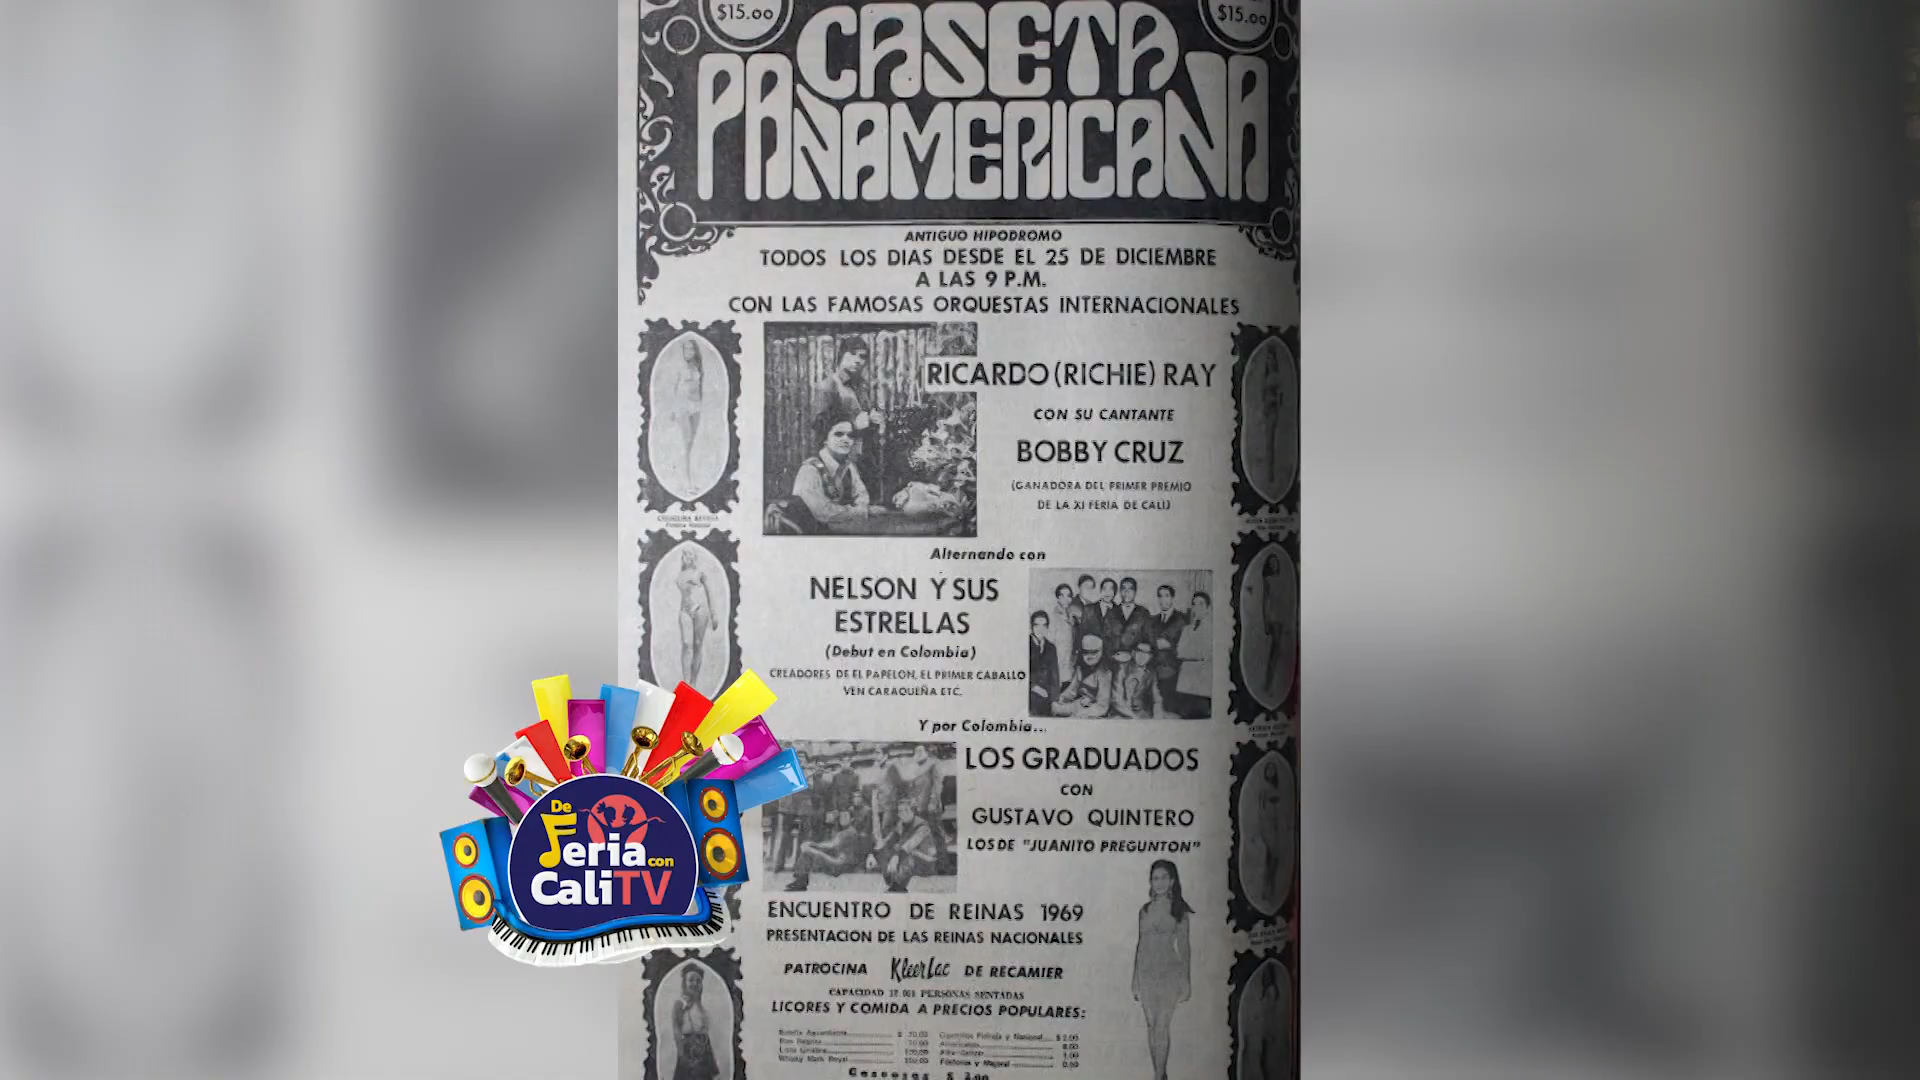 $15.00
$15.00
CASETA
PANAMERICANA
ANTIGUO HIPODROMO
TODOS LOS DIAS DESDE EL 25 DE DICIEMBRE
A LAS 9 P.M.
CON LAS FAMOSAS ORQUESTAS INTERNACIONALES
RICARDO (RICHIE) RAY
CON SU CANTANTE
BOBBY CRUZ
(GANADORA DEL PRIMER PREMIO
DE LA XI FERIA DE CALI)
Alternando con
NELSON Y SUS
ESTRELLAS
(Debut en Colombia)
CREADORES DE EL PAPELON, EL PRIMER CABALLO
VEN CARAQUEÑA ETC.
Y por Colombia...
LOS GRADUADOS
CON
GUSTAVO QUINTERO
LOS DE "JUANITO PREGUNTON"
ENCUENTRO DE REINAS 1969
PRESENTACION DE LAS REINAS NACIONALES
PATROCINA KleerLac DE RECAMIER
PERSONAS SENTADAS
LICORES Y COMIDA A PRECIOS POPULARES:
De
Feria con
CaliTV